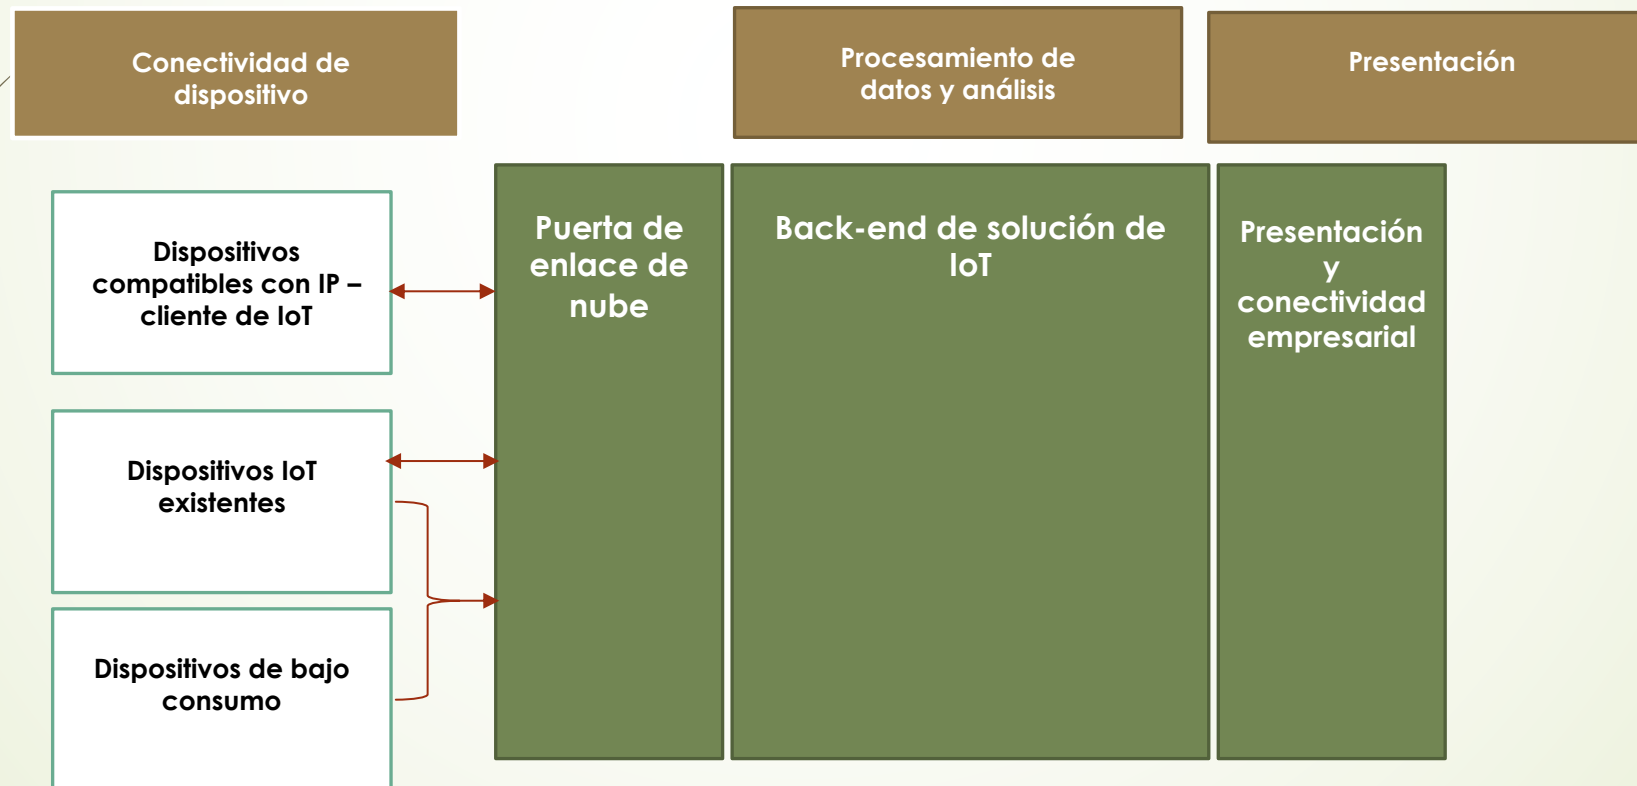 Conectividad de
dispositivo
Procesamiento de
datos y análisis
Presentación
Dispositivos
compatibles con IP –
cliente de IoT
Dispositivos IoT
existentes
Dispositivos de bajo
consumo
Puerta de
enlace de
nube
Back-end de solución de
IoT
Presentación
y
conectividad
empresarial